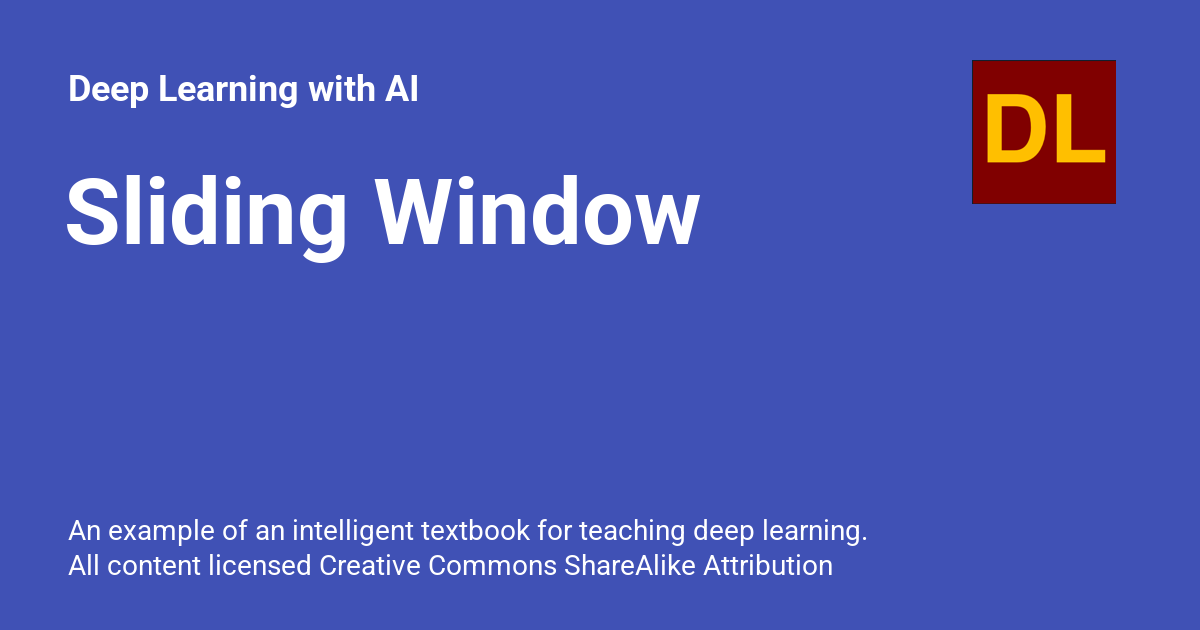 Deep Learning with AI
DL
Sliding Window
An example of an intelligent textbook for teaching deep learning.
All content licensed Creative Commons ShareAlike Attribution